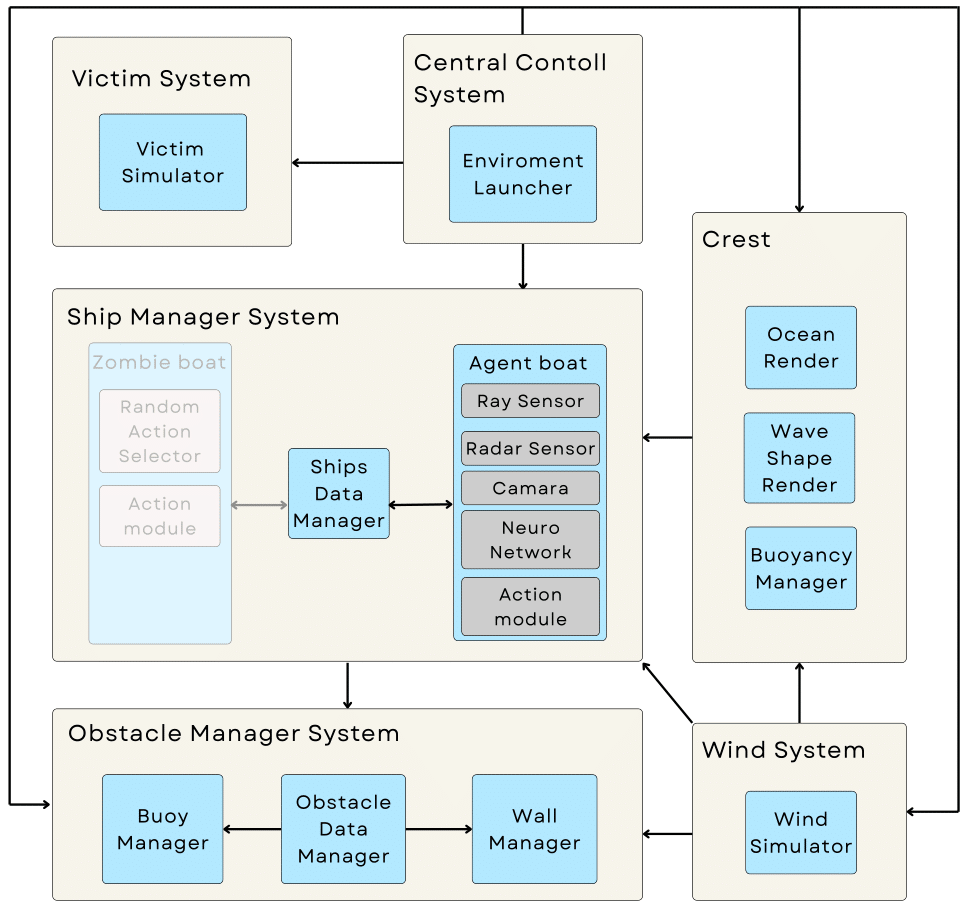 Victim System
Victim
Simulator
Central Contoll
System
Enviroment
Launcher
Crest
Ocean
Render
Wave
Shape
Render
Buoyancy
Manager
Ship Manager System
Zombie boat
Random
Action
Selector
Action
module
Ships
Data
Manager
Agent boat
Ray Sensor
Radar Sensor
Camara
Neuro
Network
Action
module
Obstacle Manager System
Buoy
Manager
Obstacle
Data
Manager
Wall
Manager
Wind System
Wind
Simulator